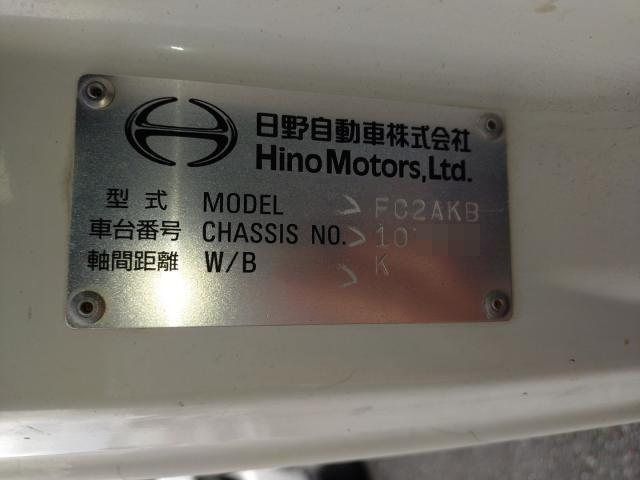 日野自動車株式会社
Hino Motors, Ltd.
型式 MODEL > FC2AKB
車台番号 CHASSIS NO. > 10
軸間距離 W/B > K